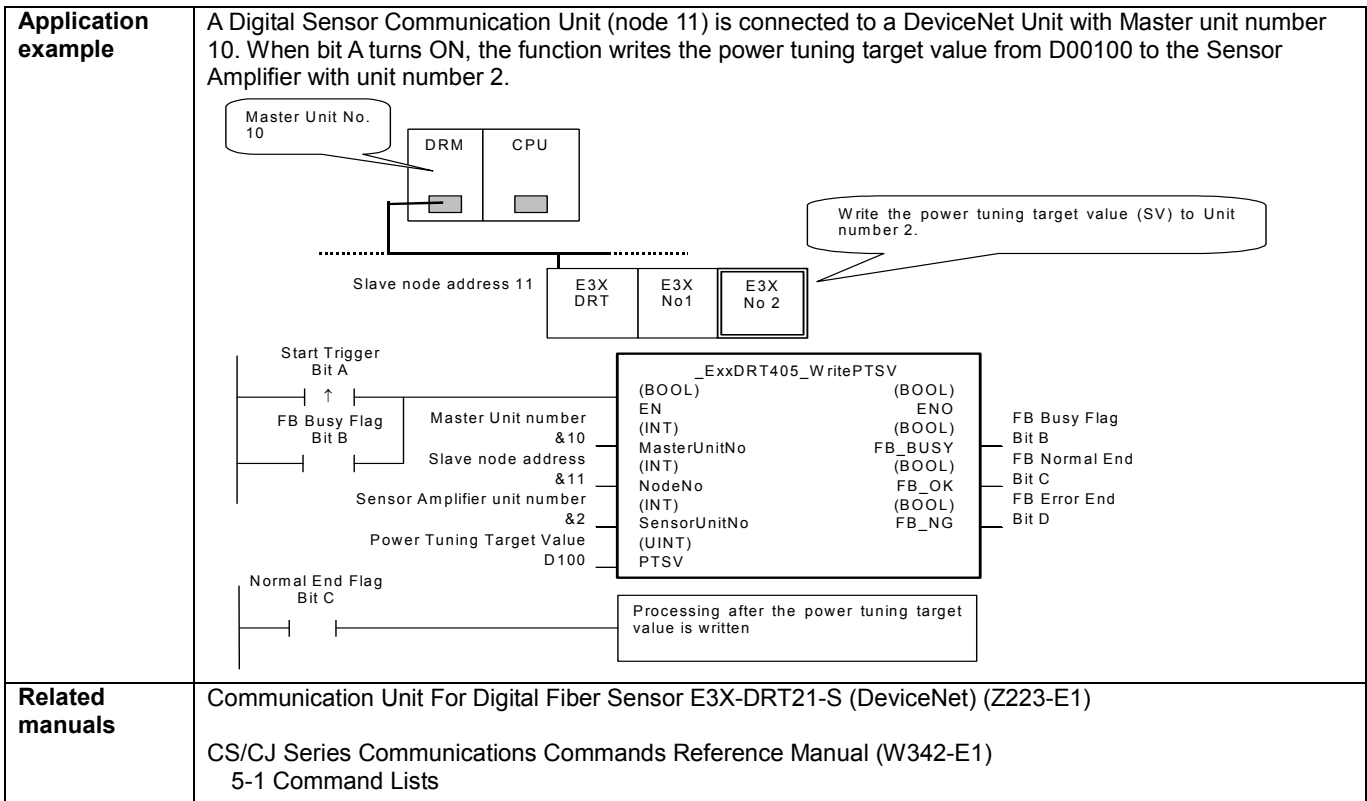 Application example
A Digital Sensor Communication Unit (node 11) is connected to a DeviceNet Unit with Master unit number
10. When bit A turns ON, the function writes the power tuning target value from D00100 to the Sensor
Amplifier with unit number 2.
Master Unit No.
10
DRM
CPU
Write the power tuning target value (SV) to Unit
number 2.
Slave node address 11
E3X
DRT
E3X
No1
E3X
No 2
Start Trigger
Bit A
↑
FB Busy Flag
Bit B
Master Unit number
&10
Slave node address
&11
Sensor Amplifier unit number
&2
Power Tuning Target Value
D100
_ExxDRT405_WritePTSV
(BOOL) (BOOL)
EN ENO
(INT) (BOOL)
MasterUnitNo FB_BUSY
(INT) (BOOL)
NodeNo FB_OK
(INT) (BOOL)
SensorUnitNo FB_NG
(UINT)
PTSV
FB Busy Flag
Bit B
FB Normal End
Bit C
FB Error End
Bit D
Normal End Flag
Bit C
Processing after the power tuning target
value is written
Related manuals
Communication Unit For Digital Fiber Sensor E3X-DRT21-S (DeviceNet) (Z223-E1)
CS/CJ Series Communications Commands Reference Manual (W342-E1)
5-1 Command Lists